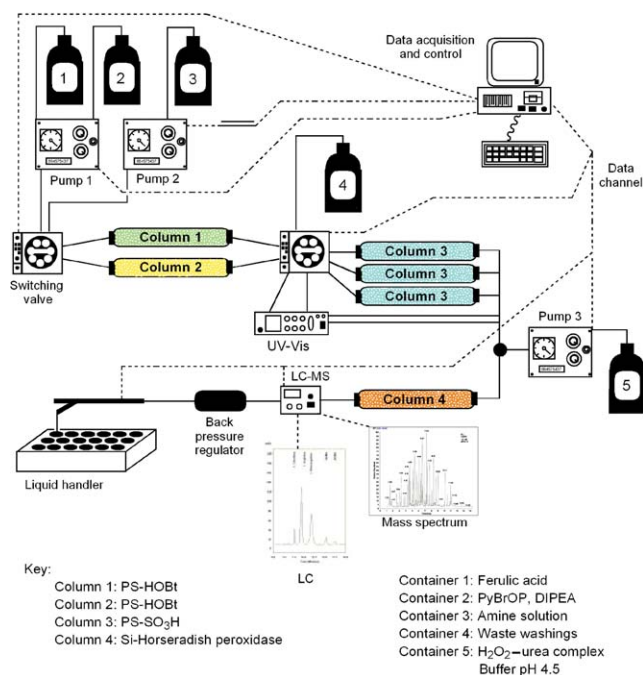 Data acquisition
and control
1
2
3
Pump 1
Pump 2
4
Data
channel
Column 1
Column 2
Column 3
Column 3
Column 3
Switching
valve
UV-Vis
Pump 3
LC-MS
Column 4
5
Back
pressure
regulator
Liquid handler
Mass spectrum
LC
Key:
Column 1: PS-HOBt
Column 2: PS-HOBt
Column 3: PS-SO₃H
Column 4: Si-Horseradish peroxidase
Container 1: Ferulic acid
Container 2: PyBrOP, DIPEA
Container 3: Amine solution
Container 4: Waste washings
Container 5: H₂O₂–urea complex
Buffer pH 4.5